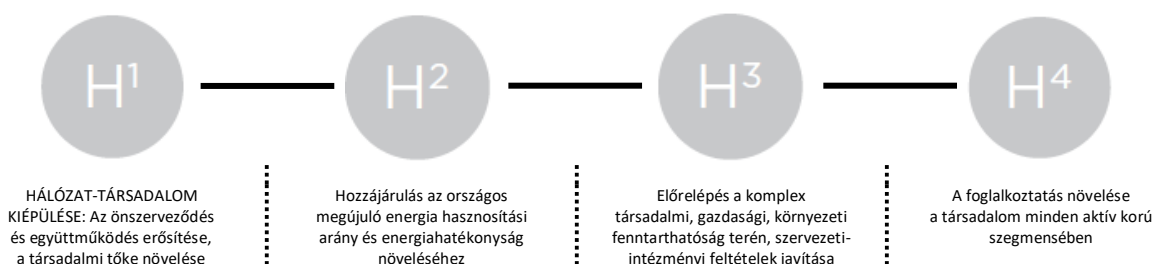 H¹
H²
H³
H⁴
HÁLÓZAT-TÁRSADALOM
KIÉPÜLÉSE: Az önszerveződés
és együttműködés erősítése,
a társadalmi tőke növelése
Hozzájárulás az országos
megújuló energia hasznosítási
arány és energiahatékonyság
növeléséhez
Előrelépés a komplex
társadalmi, gazdasági, környezeti
fenntarthatóság terén, szervezeti-
intézményi feltételek javítása
A foglalkoztatás növelése
a társadalom minden aktív korú
szegmensében